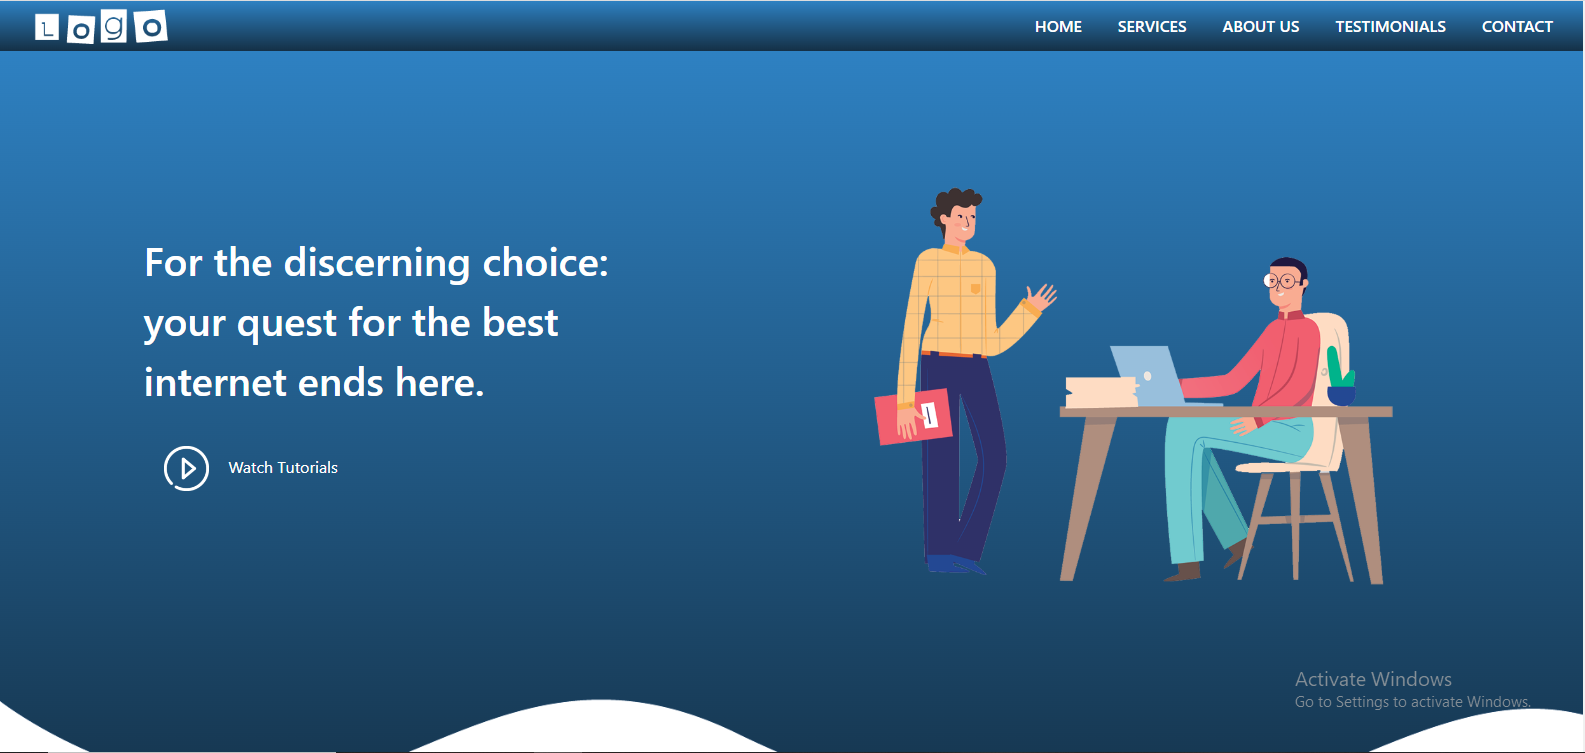 Logo
HOME SERVICES ABOUT US TESTIMONIALS CONTACT
For the discerning choice:
your quest for the best
internet ends here.
Watch Tutorials
Activate Windows
Go to Settings to activate Windows.